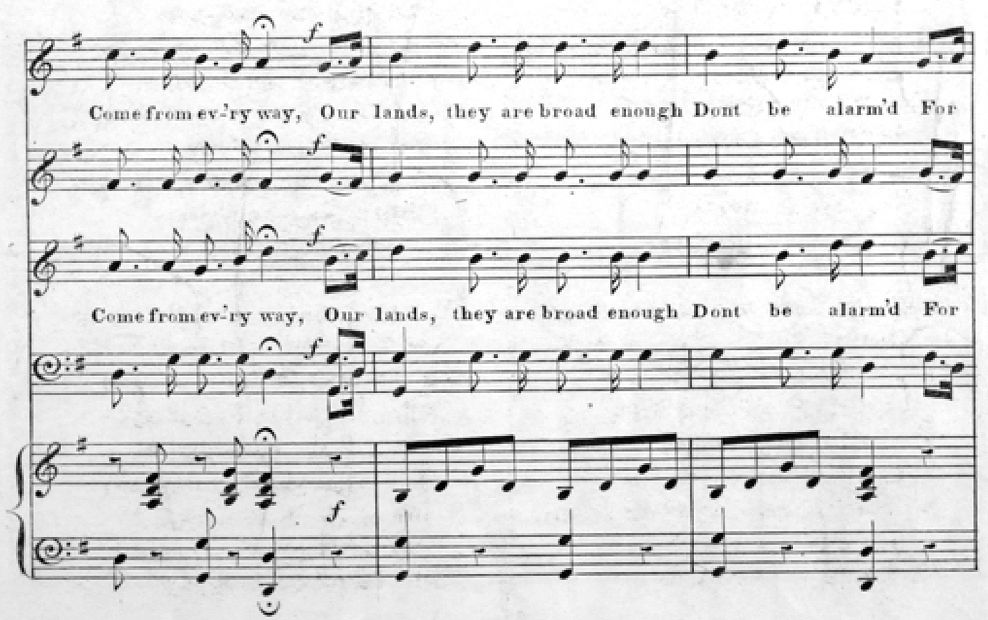 f
Come from ev-'ry way, Our lands, they are broad enough Dont be alarm'd For
f
f
Come from ev-'ry way, Our lands, they are broad enough Dont be alarm'd For
f
f